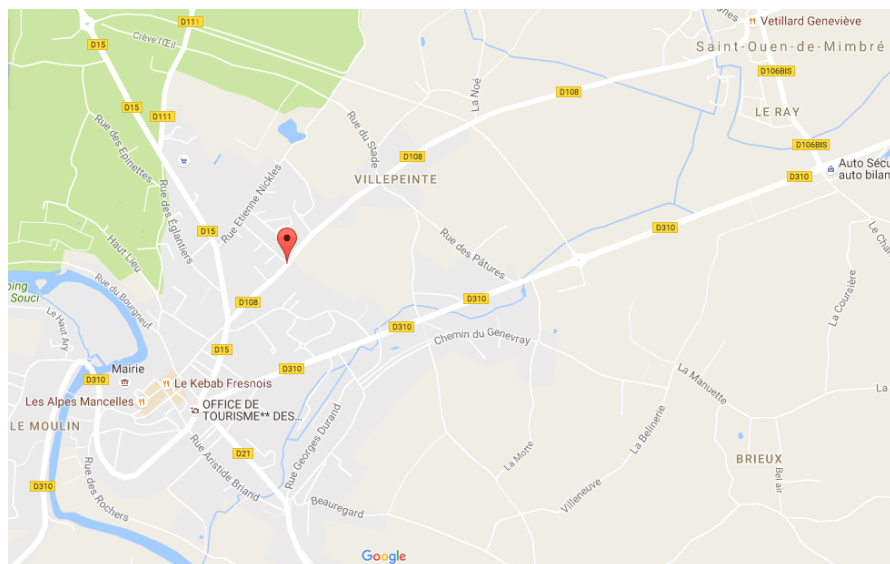 D111
D15
Crève l'Œil
Vetillard Geneviève
Saint-Ouen-de-Mimbré
D106BIS
D108
La Noé
D15
D111
LE RAY
Rue des Epinettes
Rue du Stade
D108
D106BIS
VILLEPEINTE
Auto Sécu
auto bilan
D310
Rue Etienne Nickles
Rue des Églantiers
D15
D310
Haut Lieu
Rue des Pâtures
Le Char
ping
Souci
Rue du Bourgneuf
D108
D310
La Coursière
Le Haut Ary
D310
Chemin du Genevray
D15
Mairie
D310
D310
Le Kebab Fresnois
La Manuette
La
Les Alpes Mancelles
OFFICE DE
TOURISME** DES...
LE MOULIN
Rue Georges Durand
La Belinerie
La Motte
D21
BRIEUX
Rue Aristide Briand
Rue des Rochers
Bel air
D310
Beauregard
Villeneuve
Google